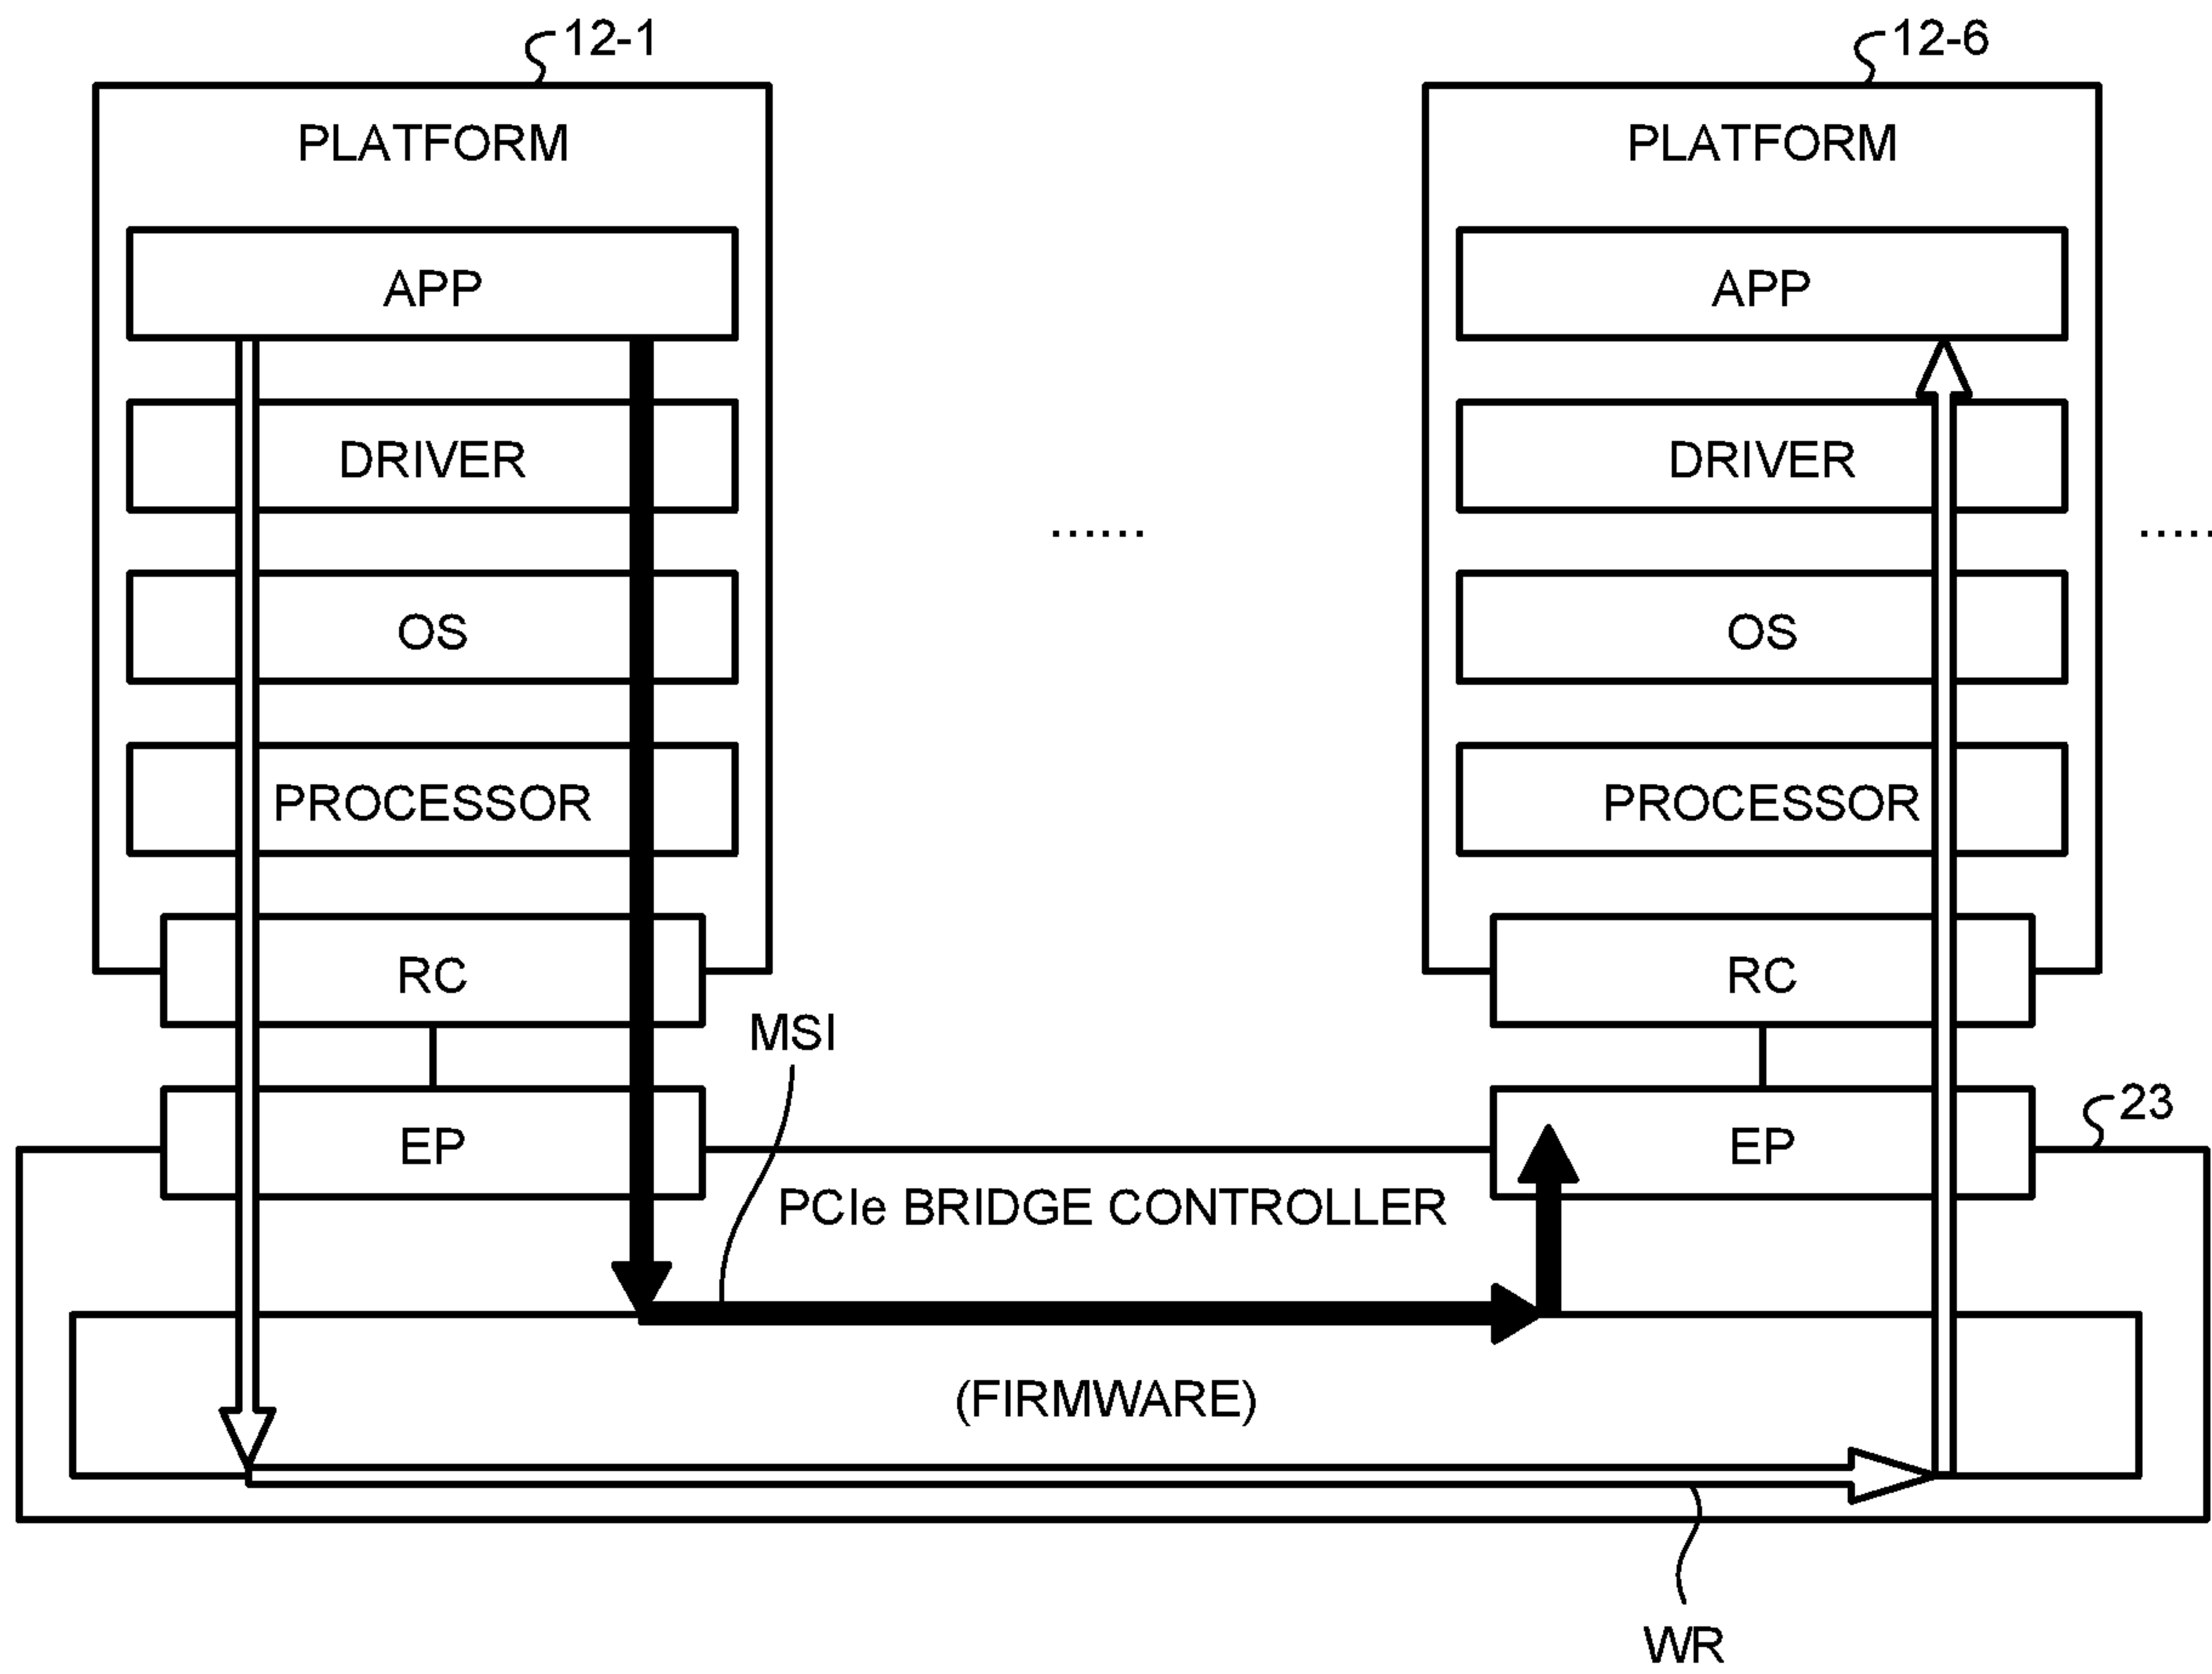 12-1
12-6
PLATFORM
PLATFORM
APP
APP
DRIVER
DRIVER
......
.....
OS
OS
PROCESSOR
PROCESSOR
RC
RC
MSI
EP
EP
23
PCIe BRIDGE CONTROLLER
(FIRMWARE)
WR